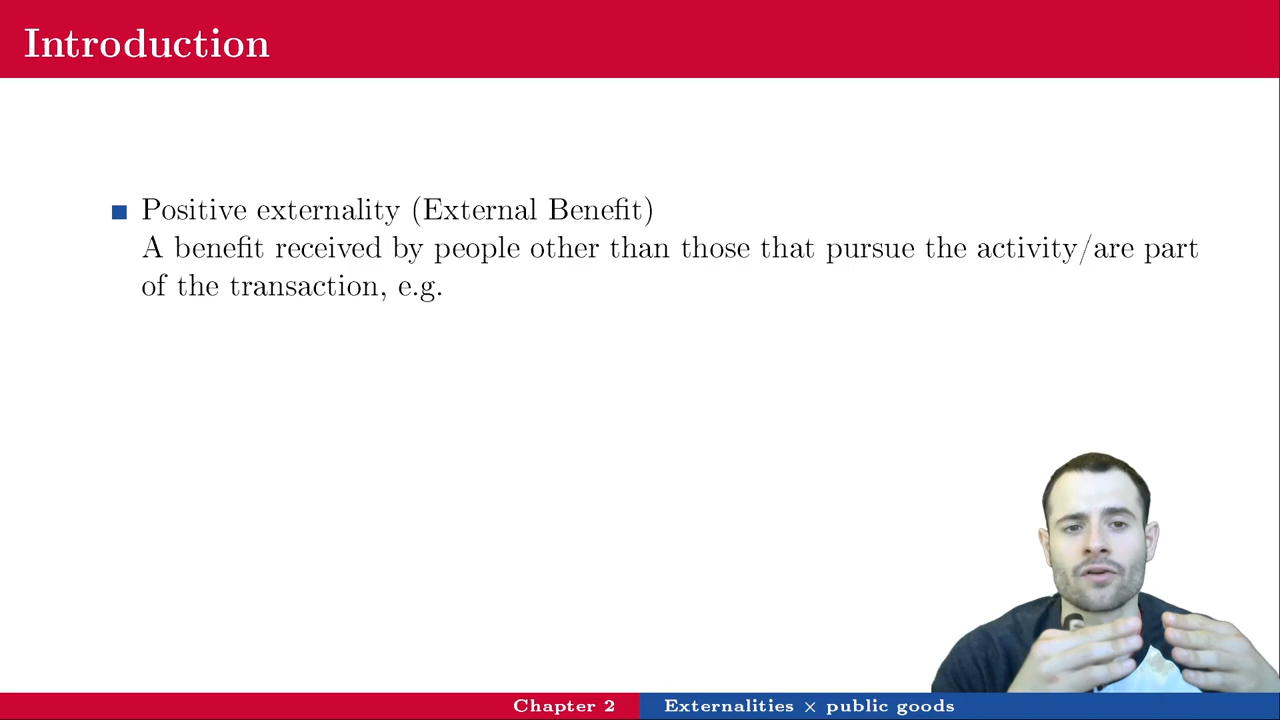 Introduction
Positive externality (External Benefit)
A benefit received by people other than those that pursue the activity/are part
of the transaction, e.g.
Chapter 2
Externalities × public goods